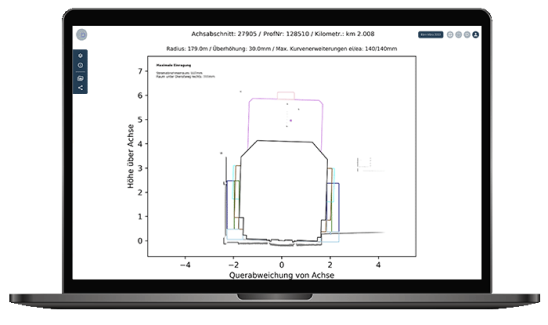 Achsabschnitt: 27905 / ProfNr: 128510 / Kilometr.: km 2.008
Radius: 179.0m / Überhöhung: 30.0mm / Max. Kurvenerweiterungen ei/ea: 140/140mm
Maximale Einragung
7
6
5
4
3
2
1
0
Höhe über Achse
−4
−2
0
2
4
Querabweichung von Achse